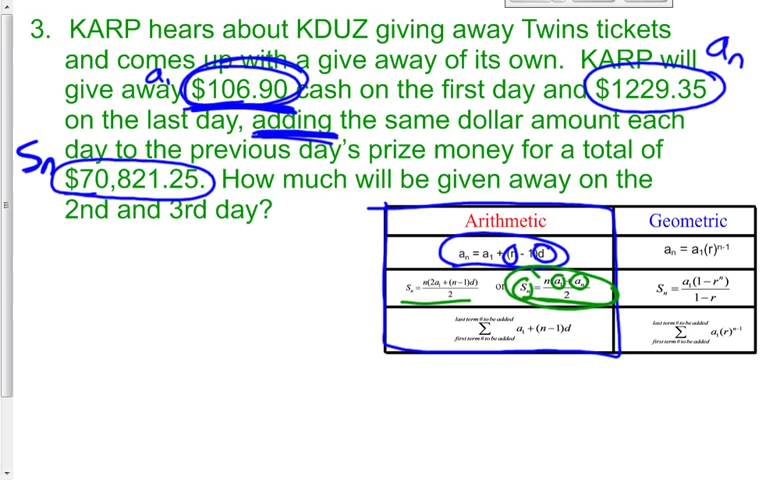 3. KARP hears about KDUZ giving away Twins tickets
and comes up with a give away of its own. KARP will
aₙ
a₁
give away $106.90 cash on the first day and $1229.35
on the last day, adding the same dollar amount each
Sₙ
day to the previous day's prize money for a total of
$70,821.25. How much will be given away on the
2nd and 3rd day?
Arithmetic Geometric
aₙ = a₁ + (n - 1)d aₙ = a₁(r)ⁿ⁻¹
Sₙ = n(2a₁ + (n − 1)d) / 2 or Sₙ = n(a₁ + aₙ) / 2 Sₙ = a₁(1 − rⁿ) / 1 − r
last term # to be added last term # to be added
∑ a₁ + (n − 1)d ∑ a₁(r)ⁿ⁻¹
first term # to be added first term # to be added